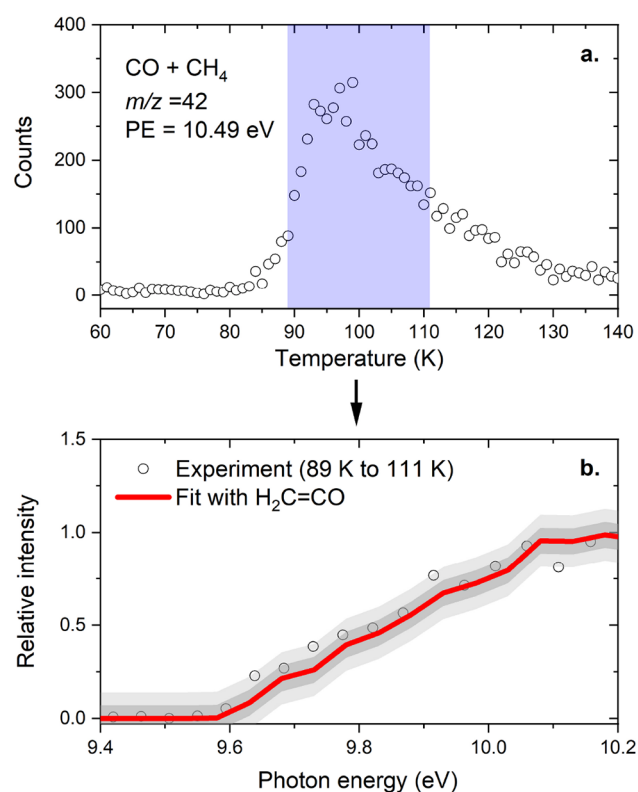 a.
CO + CH₄
m/z =42
PE = 10.49 eV
Counts
400
300
200
100
0
60 70 80 90 100 110 120 130 140
Temperature (K)
b.
Experiment (89 K to 111 K)
Fit with H₂C=CO
Relative intensity
1.5
1.0
0.5
0.0
9.4 9.6 9.8 10.0 10.2
Photon energy (eV)